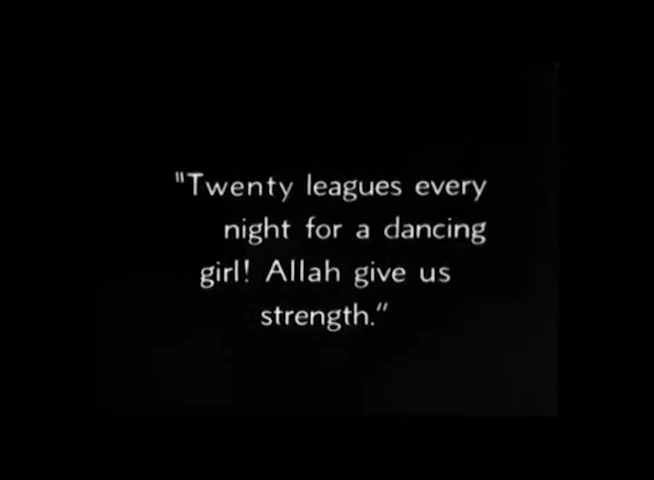 "Twenty leagues every
night for a dancing
girl! Allah give us
strength."